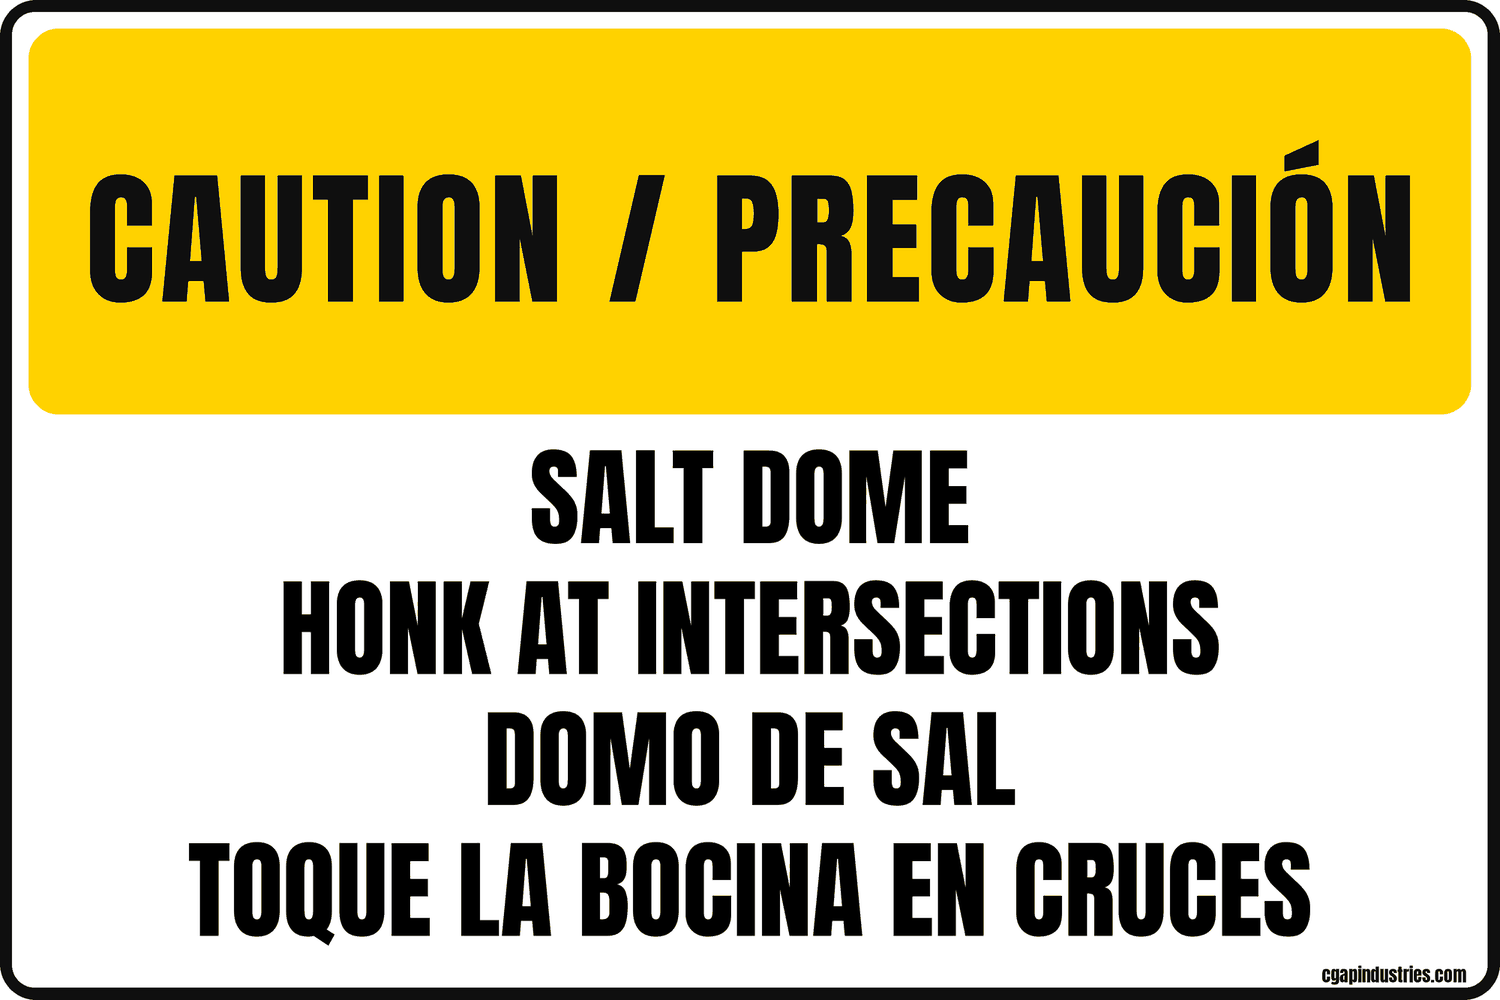 CAUTION / PRECAUCIÓN
SALT DOME
HONK AT INTERSECTIONS
DOMO DE SAL
TOQUE LA BOCINA EN CRUCES
cgapindustries.com